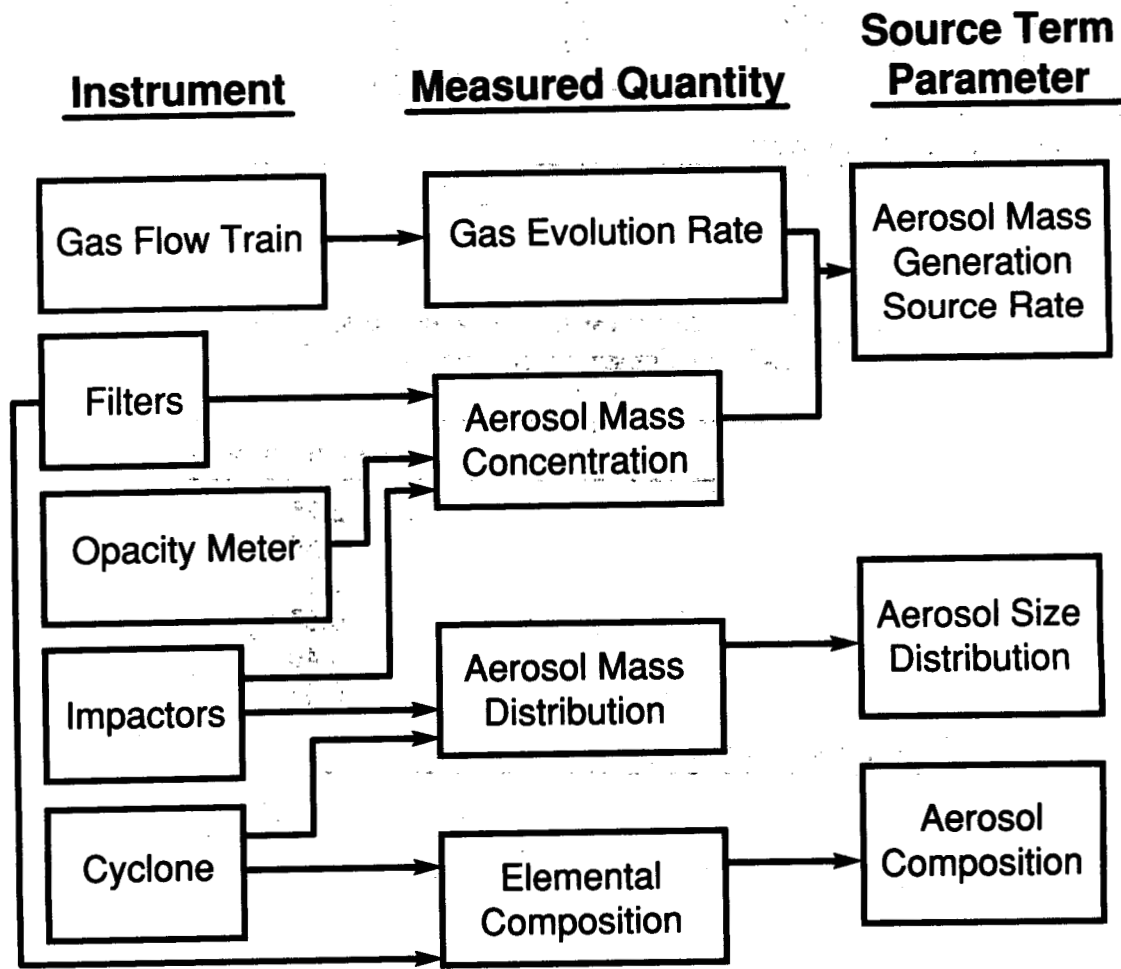 Instrument
Measured Quantity
Source Term
Parameter
Gas Flow Train
Gas Evolution Rate
Aerosol Mass
Generation
Source Rate
Filters
Aerosol Mass
Concentration
Opacity Meter
Impactors
Aerosol Mass
Distribution
Aerosol Size
Distribution
Cyclone
Elemental
Composition
Aerosol
Composition